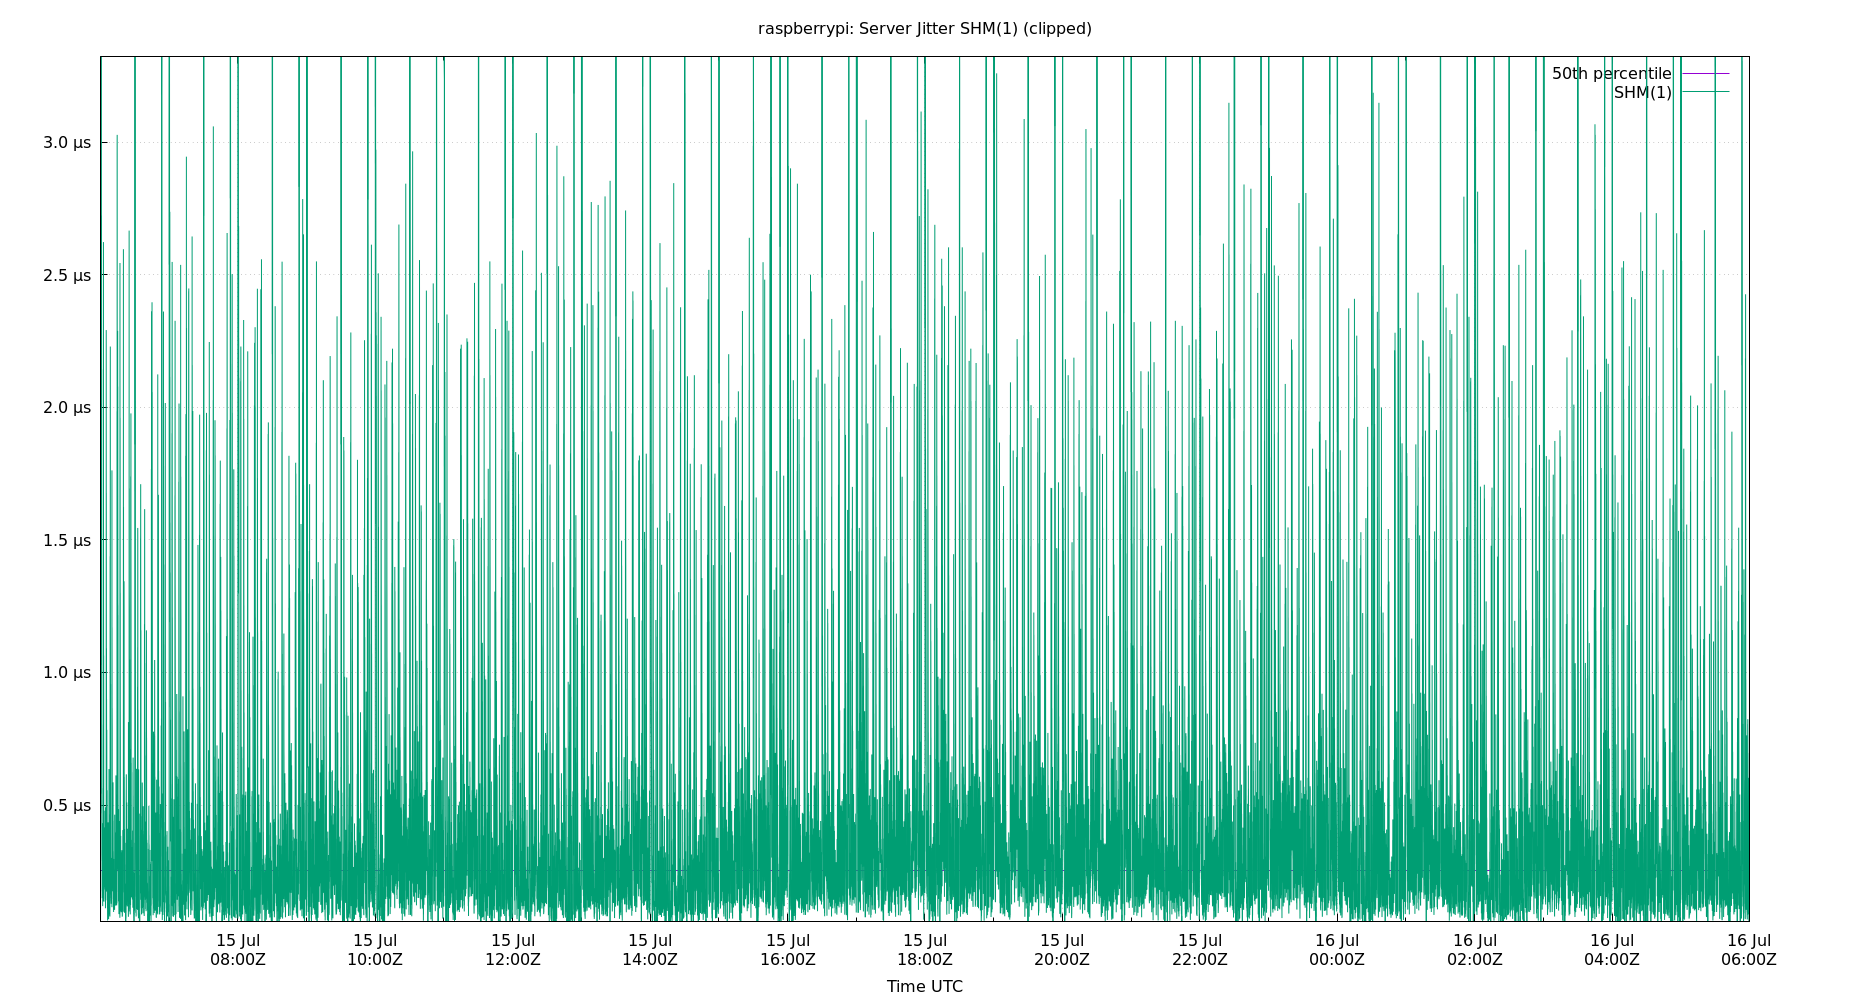 raspberrypi: Server Jitter SHM(1) (clipped)
50th percentile
SHM(1)
3.0 µs
2.5 µs
2.0 µs
1.5 µs
1.0 µs
0.5 µs
15 Jul 15 Jul 15 Jul 15 Jul 15 Jul 15 Jul 15 Jul 15 Jul 16 Jul 16 Jul 16 Jul 16 Jul
08:00Z 10:00Z 12:00Z 14:00Z 16:00Z 18:00Z 20:00Z 22:00Z 00:00Z 02:00Z 04:00Z 06:00Z
Time UTC